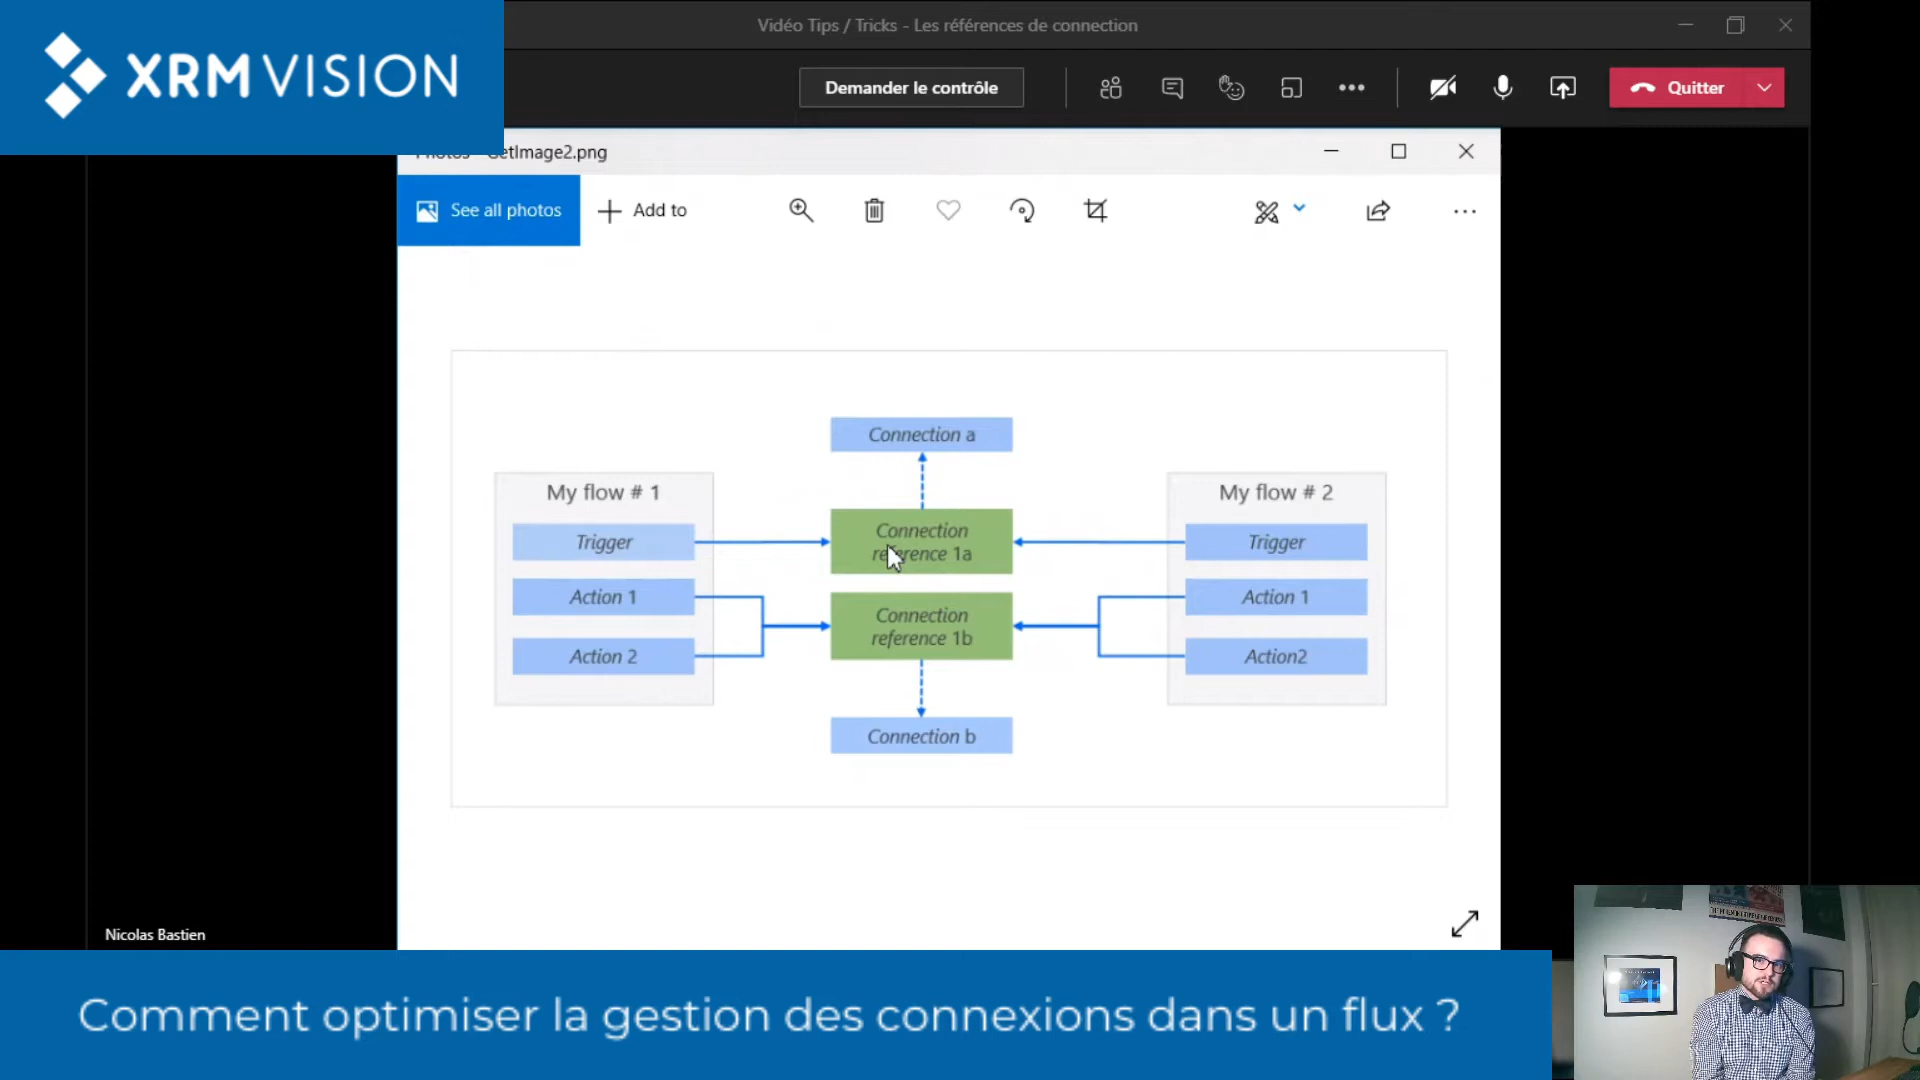 XRMVISION
Vidéo Tips / Tricks - Les références de connection
Demander le contrôle
Quitter
GetImage2.png
See all photos
Add to
Connection a
My flow # 1
My flow # 2
Trigger
Connection reference 1a
Trigger
Action 1
Action 1
Connection reference 1b
Action 2
Action2
Connection b
Nicolas Bastien
Comment optimiser la gestion des connexions dans un flux ?